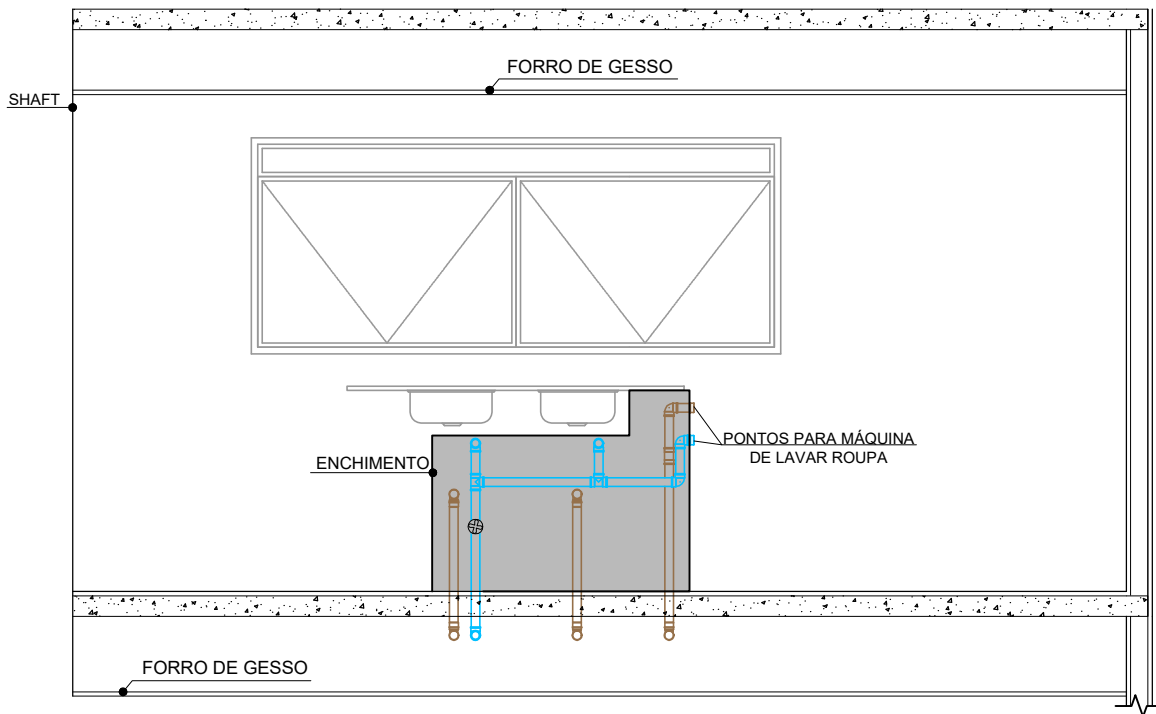 FORRO DE GESSO
SHAFT
PONTOS PARA MÁQUINA
DE LAVAR ROUPA
ENCHIMENTO
FORRO DE GESSO